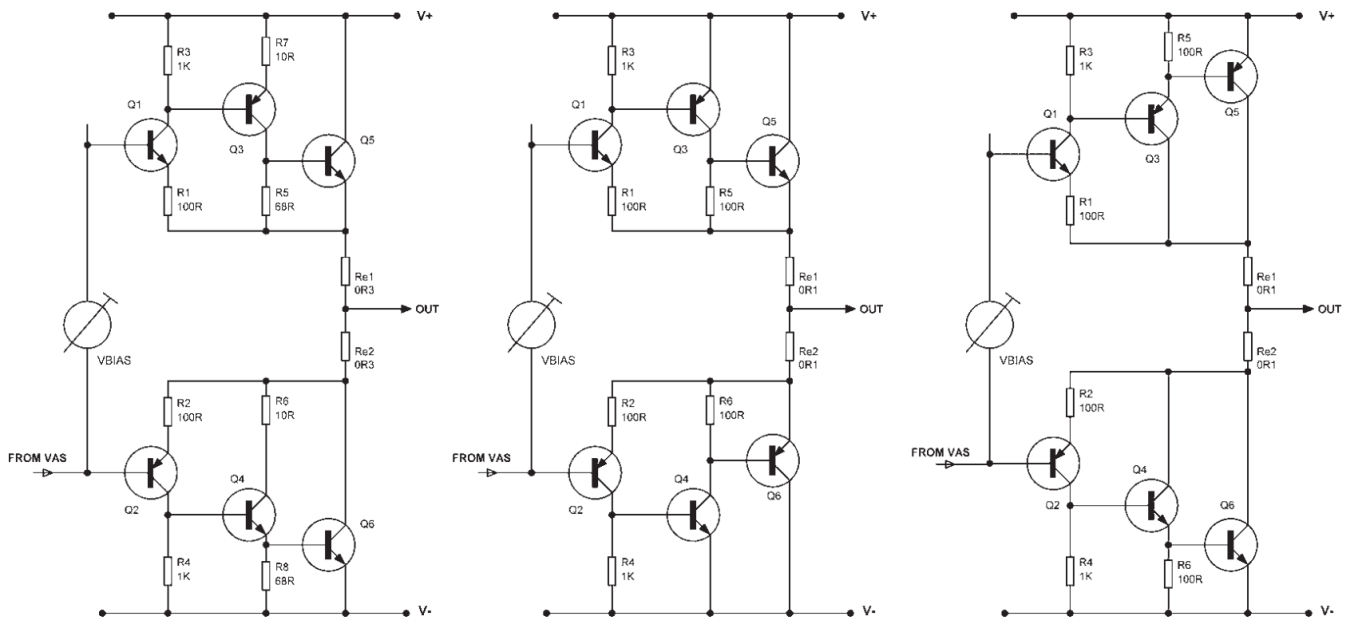 V+
R3
1K
R7
10R
Q1
Q3
Q5
R1
100R
R5
68R
Re1
0R3
OUT
VBIAS
Re2
0R3
R2
100R
R6
10R
FROM VAS
Q2
Q4
Q6
R4
1K
R8
68R
V-
V+
R3
1K
Q1
Q3
Q5
R1
100R
R5
100R
Re1
0R1
OUT
VBIAS
Re2
0R1
R2
100R
R6
100R
FROM VAS
Q2
Q4
Q6
R4
1K
V-
V+
R3
1K
R5
100R
Q1
Q3
Q5
R1
100R
Re1
0R1
OUT
VBIAS
Re2
0R1
R2
100R
FROM VAS
Q2
Q4
Q6
R4
1K
R6
100R
V-